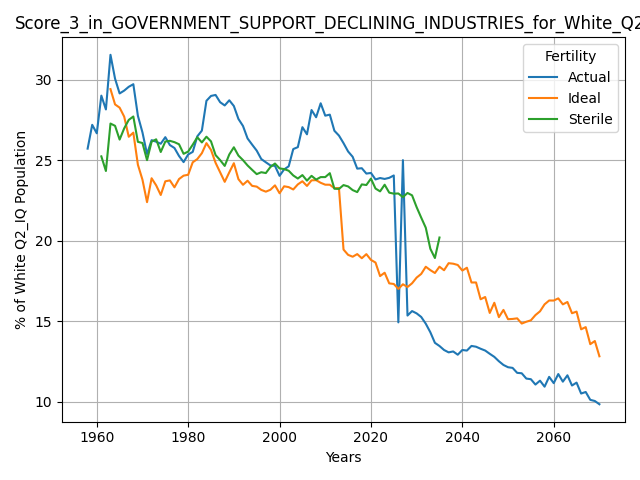 Score_3_in_GOVERNMENT_SUPPORT_DECLINING_INDUSTRIES_for_White_Q2
Fertility
Actual
Ideal
Sterile
% of White Q2_IQ Population
30
25
20
15
10
1960 1980 2000 2020 2040 2060
Years